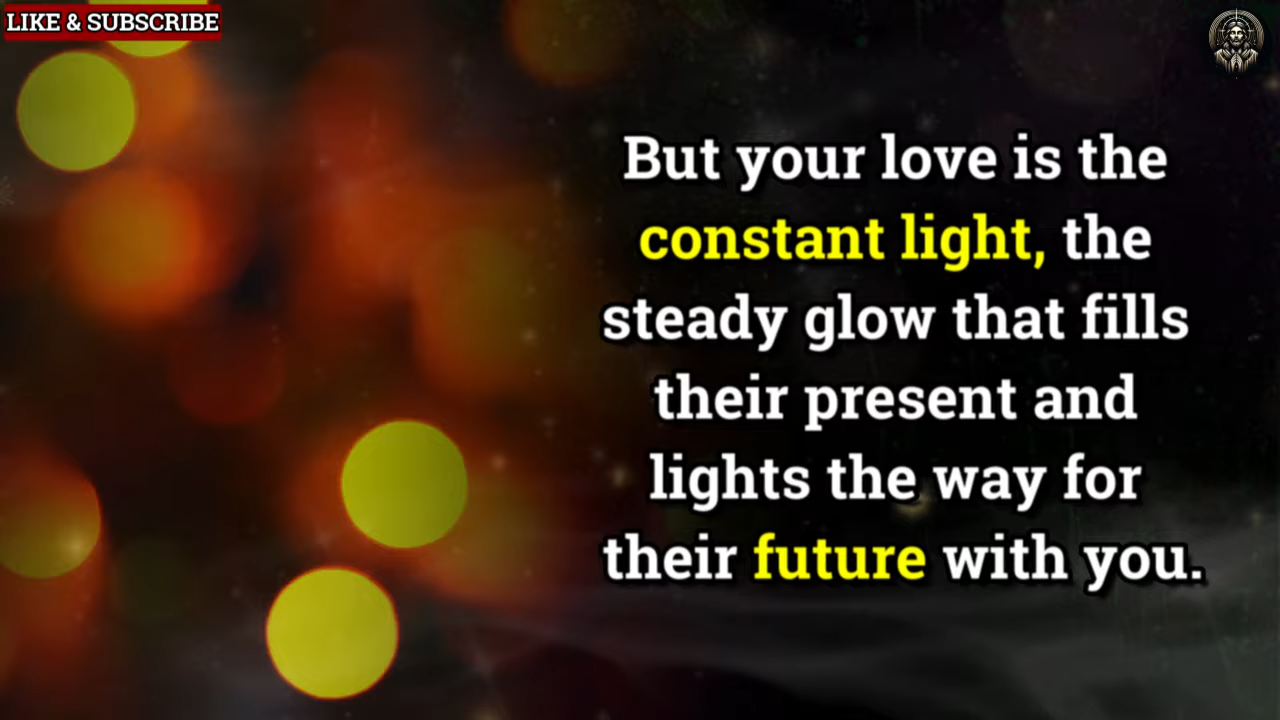 LIKE & SUBSCRIBE
But your love is the
constant light, the
steady glow that fills
their present and
lights the way for
their future with you.